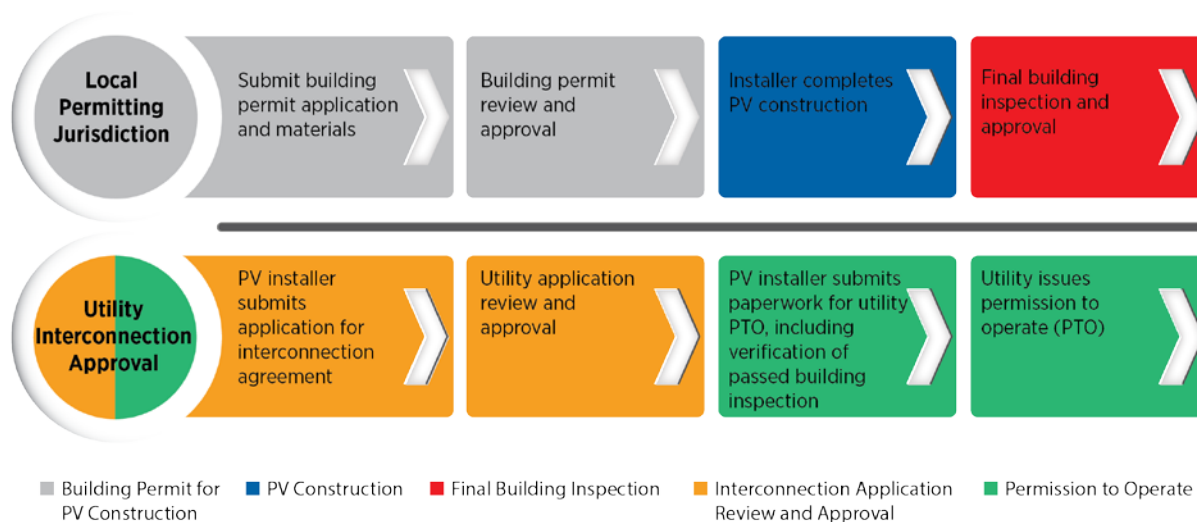 Local
Permitting
Jurisdiction
Submit building
permit application
and materials
Building permit
review and
approval
Installer completes
PV construction
Final building
inspection and
approval
Utility
Interconnection
Approval
PV installer
submits
application for
interconnection
agreement
Utility application
review and
approval
PV installer submits
paperwork for utility
PTO, including
verification of
passed building
inspection
Utility issues
permission to
operate (PTO)
Building Permit for
PV Construction
PV Construction
Final Building Inspection
Interconnection Application
Review and Approval
Permission to Operate